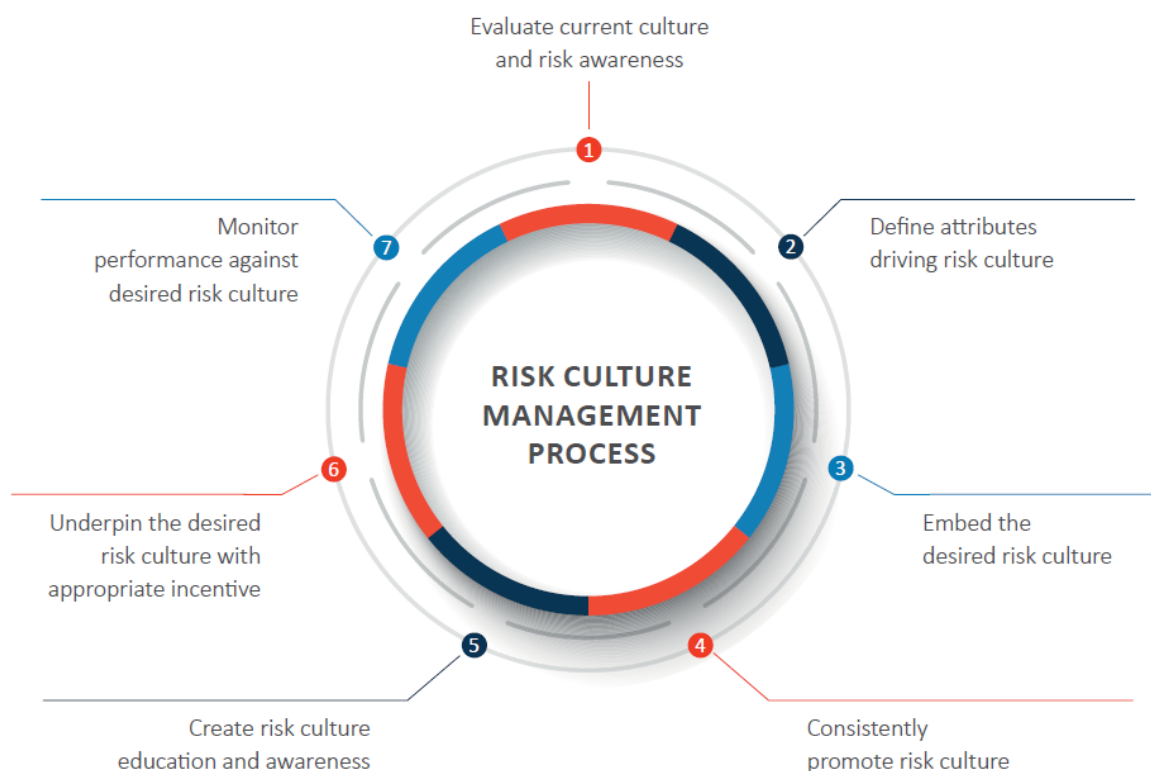 Evaluate current culture
and risk awareness
1
2
Define attributes
driving risk culture
3
Embed the
desired risk culture
4
Consistently
promote risk culture
5
Create risk culture
education and awareness
6
Underpin the desired
risk culture with
appropriate incentive
7
Monitor
performance against
desired risk culture
RISK CULTURE
MANAGEMENT
PROCESS